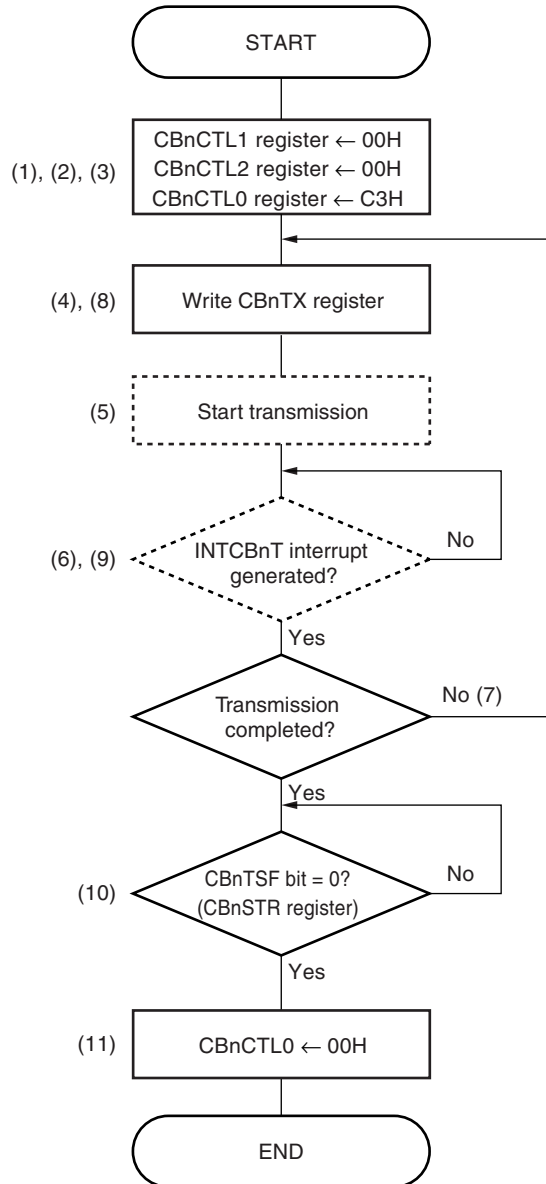 START
(1), (2), (3)
CBnCTL1 register ← 00H
CBnCTL2 register ← 00H
CBnCTL0 register ← C3H
(4), (8)
Write CBnTX register
(5)
Start transmission
(6), (9)
INTCBnT interrupt
generated?
No
Yes
Transmission
completed?
No (7)
Yes
(10)
CBnTSF bit = 0?
(CBnSTR register)
No
Yes
(11)
CBnCTL0 ← 00H
END